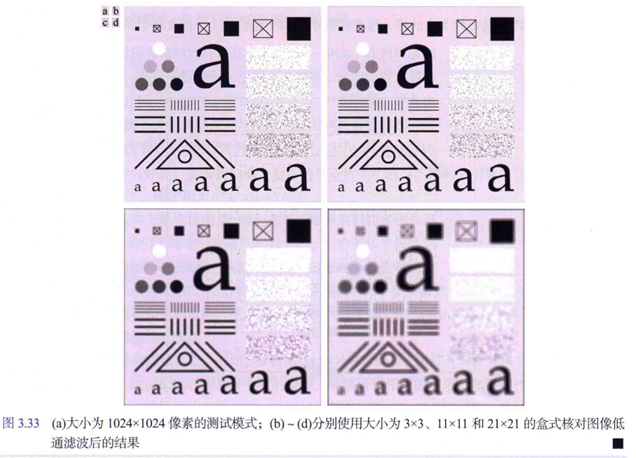 a b
c d
a
a
a a a a a a a
a a a a a a a
a
a
a a a a a a a
a a a a a a a
图 3.33 (a)大小为 1024×1024 像素的测试模式；(b) ~ (d)分别使用大小为 3×3、11×11 和 21×21 的盒式核对图像低
通滤波后的结果